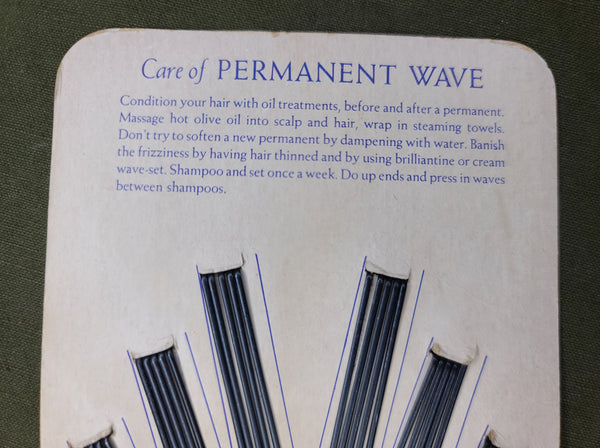 Care of PERMANENT WAVE
Condition your hair with oil treatments, before and after a permanent.
Massage hot olive oil into scalp and hair, wrap in steaming towels.
Don't try to soften a new permanent by dampening with water. Banish
the frizziness by having hair thinned and by using brilliantine or cream
wave-set. Shampoo and set once a week. Do up ends and press in waves
between shampoos.